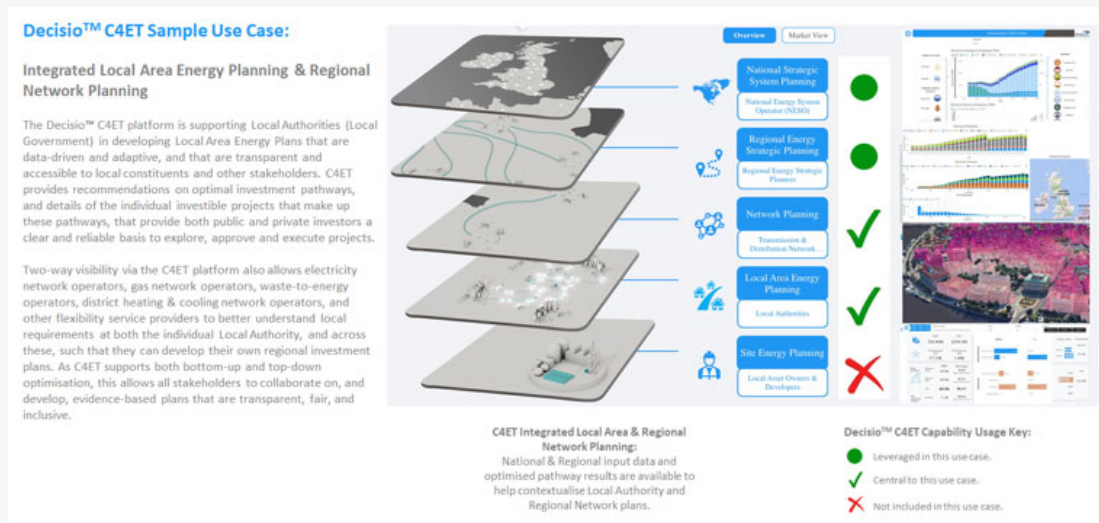 Decisio™ C4ET Sample Use Case:
Integrated Local Area Energy Planning & Regional
Network Planning
The Decisio™ C4ET platform is supporting Local Authorities (Local
Government) in developing Local Area Energy Plans that are
data-driven and adaptive, and that are transparent and
accessible to local constituents and other stakeholders. C4ET
provides recommendations on optimal investment pathways,
and details of the individual investible projects that make up
these pathways, that provide both public and private investors a
clear and reliable basis to explore, approve and execute projects.
Two-way visibility via the C4ET platform also allows electricity
network operators, gas network operators, waste-to-energy
operators, district heating & cooling network operators, and
other flexibility service providers to better understand local
requirements at both the individual Local Authority, and across
these, such that they can develop their own regional investment
plans. As C4ET supports both bottom-up and top-down
optimisation, this allows all stakeholders to collaborate on, and
develop, evidence-based plans that are transparent, fair, and
inclusive.
Overview
Market View
National Strategic
System Planning
National Energy System
Operator (NESO)
Regional Energy
Strategic Planning
Regional Energy Strategic
Planners
Network Planning
Transmission &
Distribution Network...
Local Area Energy
Planning
Local Authorities
Site Energy Planning
Local Asset Owners &
Developers
C4ET Integrated Local Area & Regional
Network Planning:
National & Regional input data and
optimised pathway results are available to
help contextualise Local Authority and
Regional Network plans.
Decisio™ C4ET Capability Usage Key:
Leveraged in this use case.
Central to this use case.
Not included in this use case.